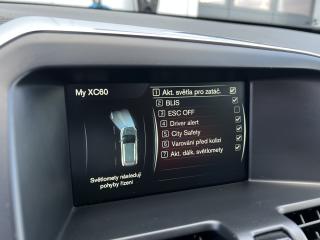 My XC60
1 Akt. světla pro zatáč.
2 BLIS
3 ESC OFF
4 Driver alert
5 City Safety
6 Varování před kolizí
7 Akt. dálk. světlomety
Světlomety následují
pohyby řízení